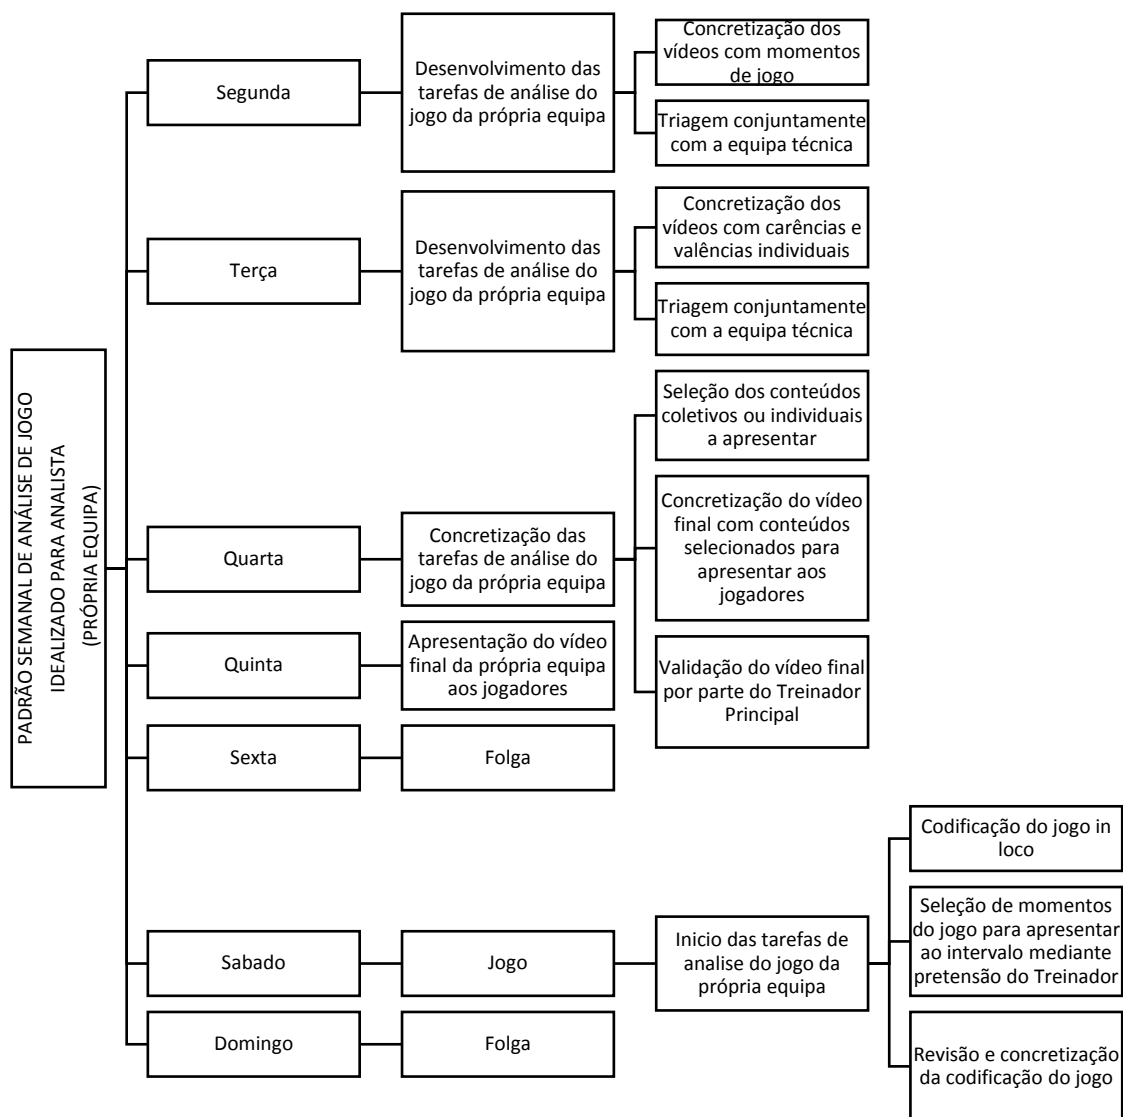 PADRÃO SEMANAL DE ANÁLISE DE JOGO
IDEALIZADO PARA ANALISTA
(PRÓPRIA EQUIPA)
Segunda
Desenvolvimento das
tarefas de análise do
jogo da própria equipa
Concretização dos
vídeos com momentos
de jogo
Triagem conjuntamente
com a equipa técnica
Terça
Desenvolvimento das
tarefas de análise do
jogo da própria equipa
Concretização dos
vídeos com carências e
valências individuais
Triagem conjuntamente
com a equipa técnica
Quarta
Concretização das
tarefas de análise do
jogo da própria equipa
Seleção dos conteúdos
coletivos ou individuais
a apresentar
Concretização do vídeo
final com conteúdos
selecionados para
apresentar aos
jogadores
Validação do vídeo final
por parte do Treinador
Principal
Quinta
Apresentação do vídeo
final da própria equipa
aos jogadores
Sexta
Folga
Sabado
Jogo
Inicio das tarefas de
analise do jogo da
própria equipa
Codificação do jogo in
loco
Seleção de momentos
do jogo para apresentar
ao intervalo mediante
pretensão do Treinador
Revisão e concretização
da codificação do jogo
Domingo
Folga